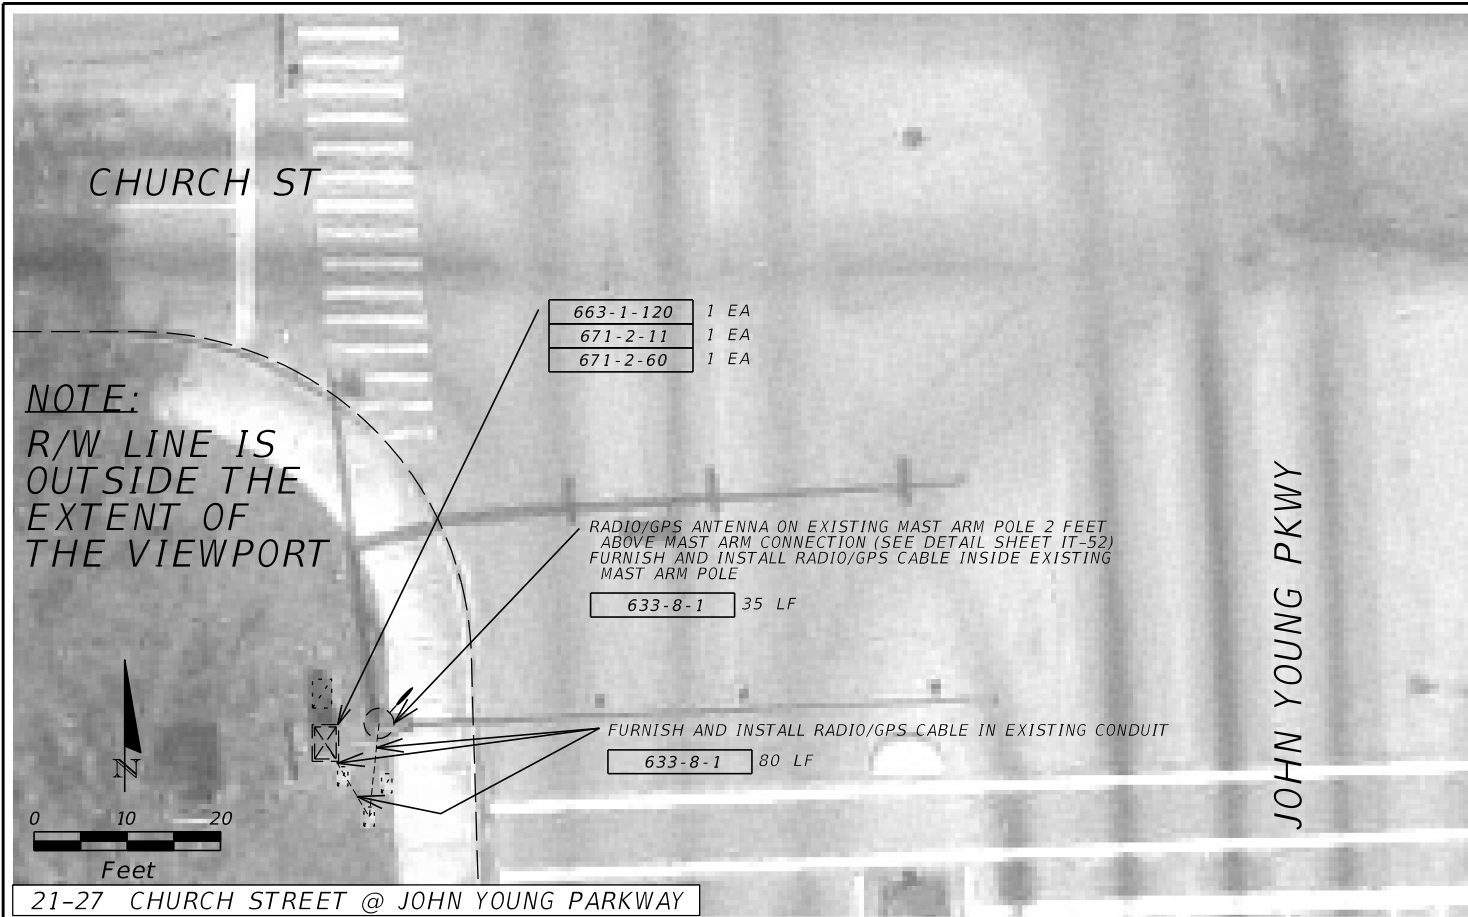 CHURCH ST
663-1-120 1 EA
671-2-11 1 EA
671-2-60 1 EA
NOTE:
R/W LINE IS
OUTSIDE THE
EXTENT OF
THE VIEWPORT
RADIO/GPS ANTENNA ON EXISTING MAST ARM POLE 2 FEET
ABOVE MAST ARM CONNECTION (SEE DETAIL SHEET IT-52)
FURNISH AND INSTALL RADIO/GPS CABLE INSIDE EXISTING
MAST ARM POLE
633-8-1 35 LF
JOHN YOUNG PKWY
FURNISH AND INSTALL RADIO/GPS CABLE IN EXISTING CONDUIT
633-8-1 80 LF
N
0 10 20
Feet
21-27 CHURCH STREET @ JOHN YOUNG PARKWAY